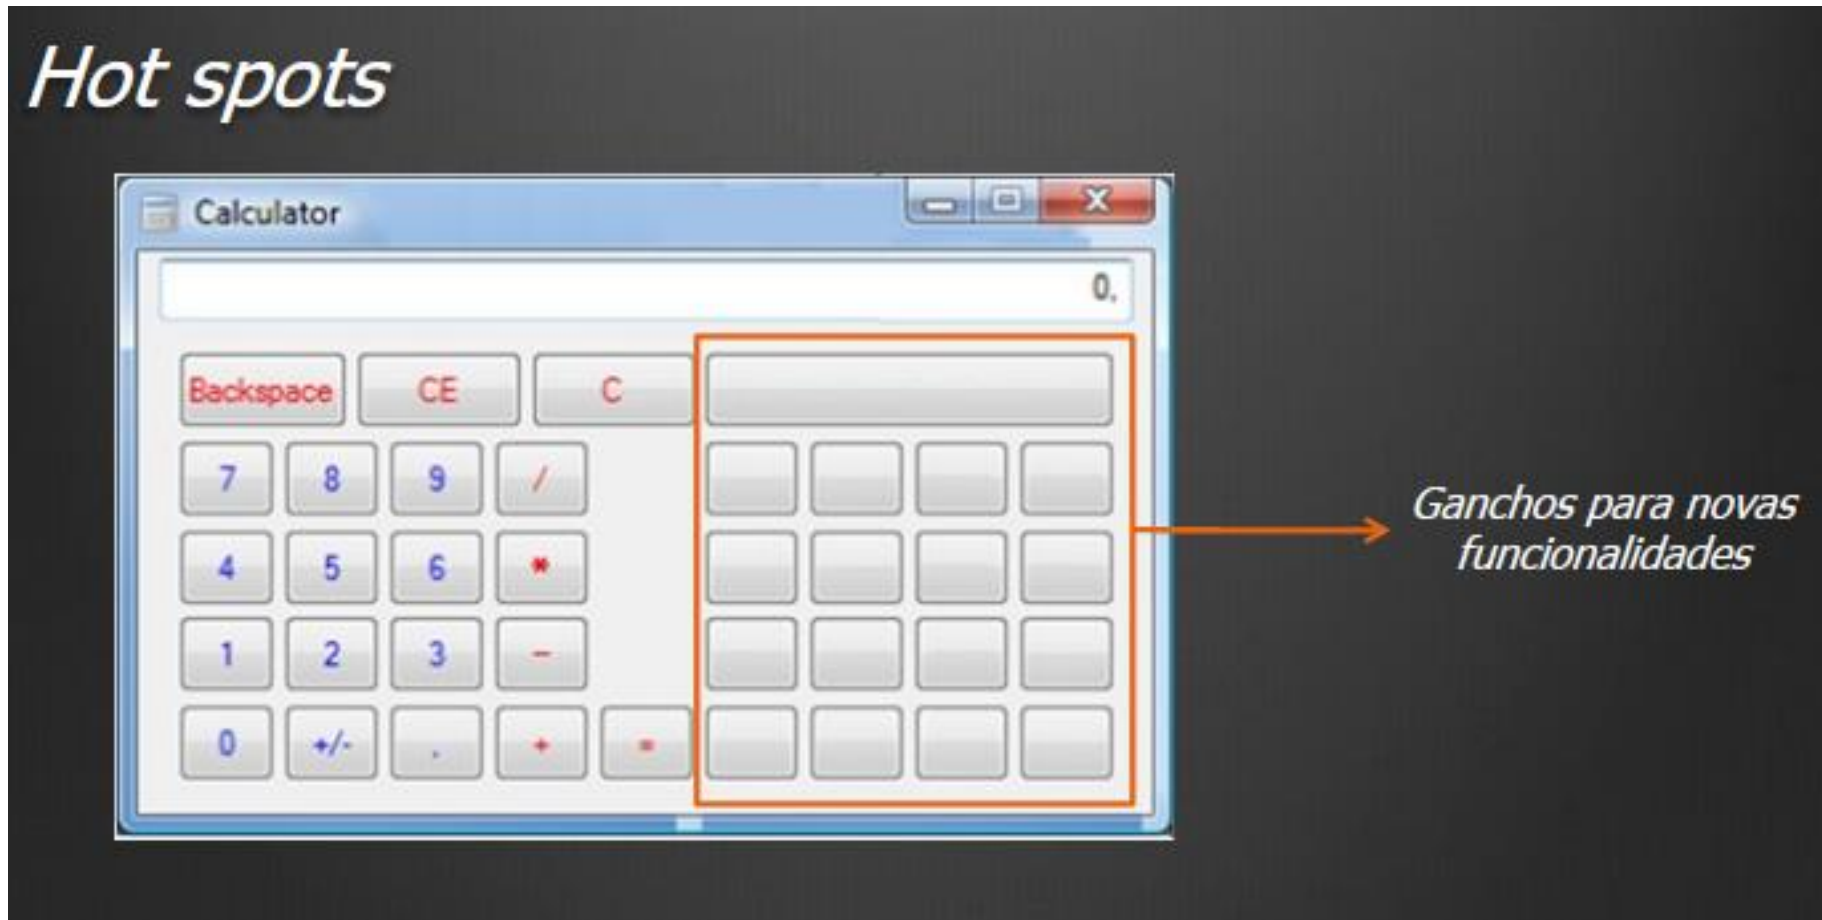 Hot spots
Calculator
0,
Backspace CE C
7 8 9 /
4 5 6 *
1 2 3 -
0 +/- . + =
Ganchos para novas
funcionalidades